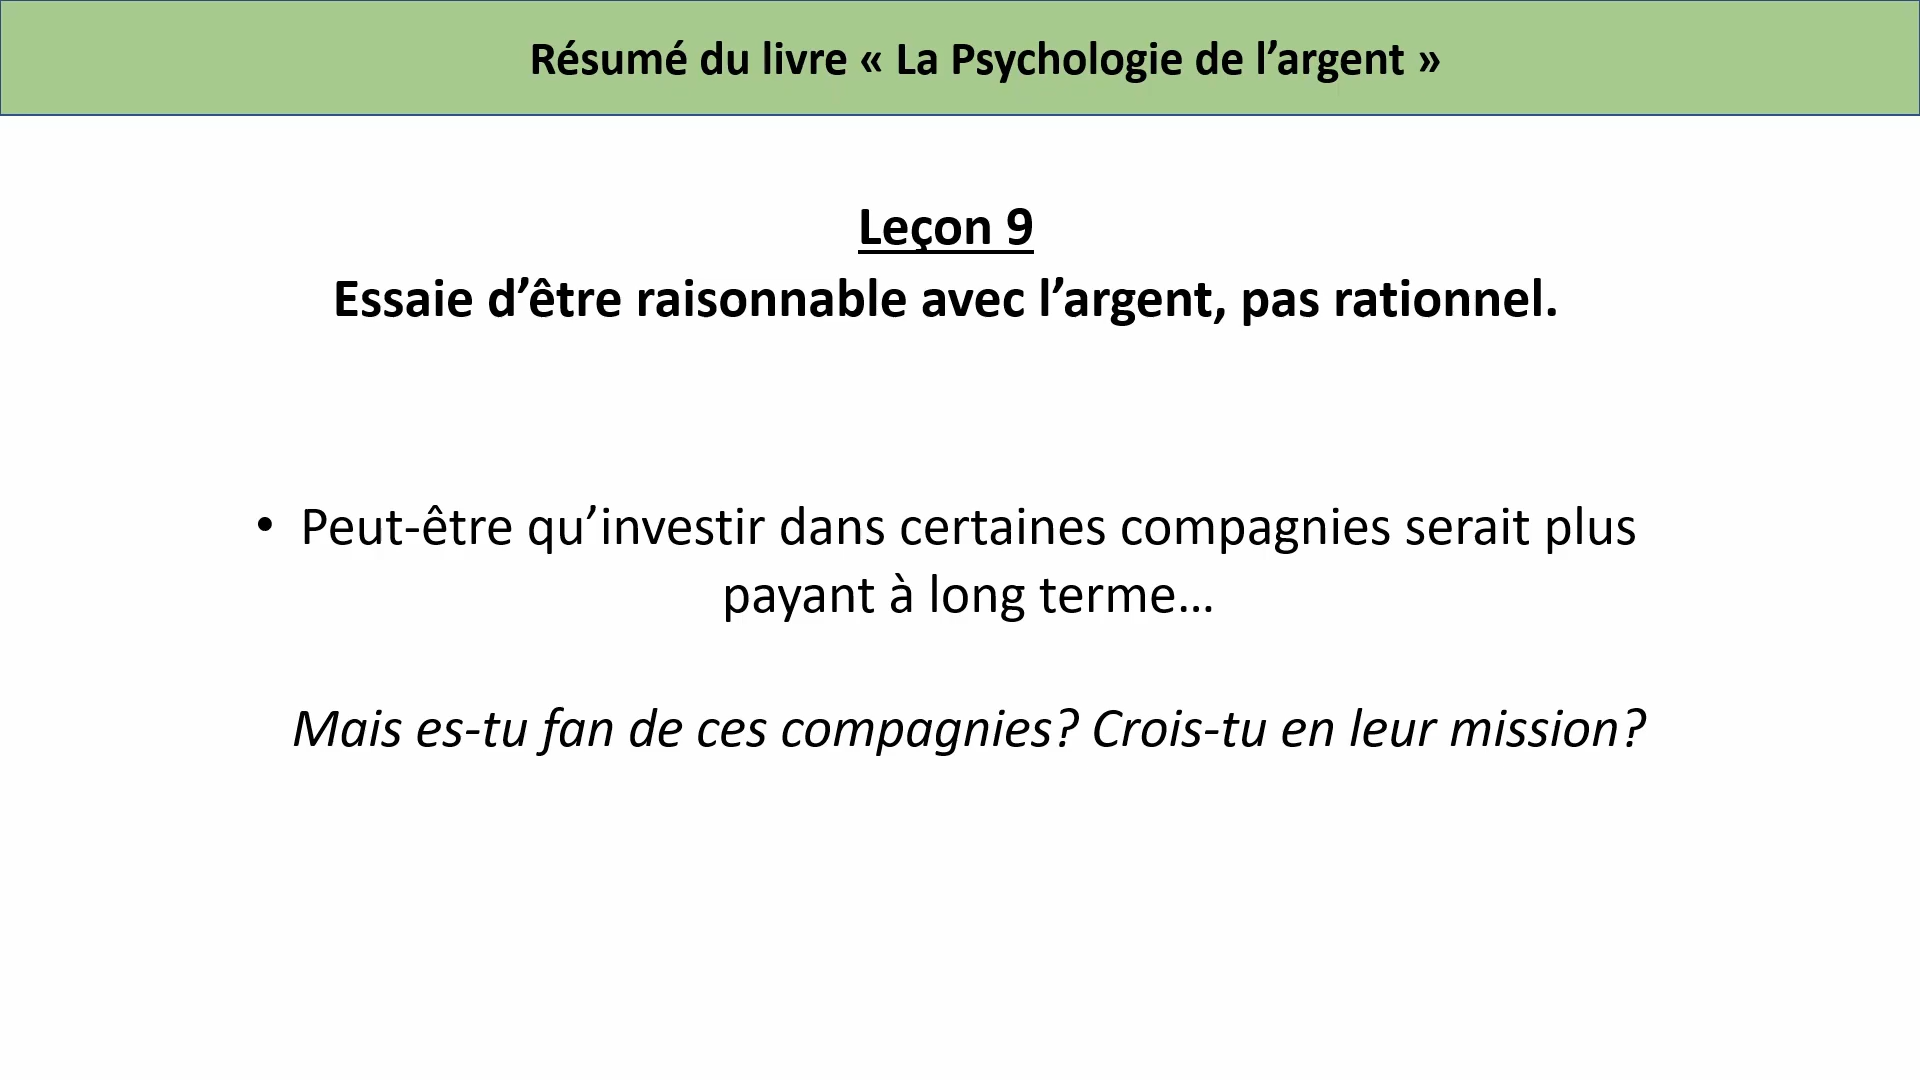 Résumé du livre « La Psychologie de l’argent »
Leçon 9
Essaie d’être raisonnable avec l’argent, pas rationnel.
• Peut-être qu’investir dans certaines compagnies serait plus
payant à long terme…
Mais es-tu fan de ces compagnies? Crois-tu en leur mission?